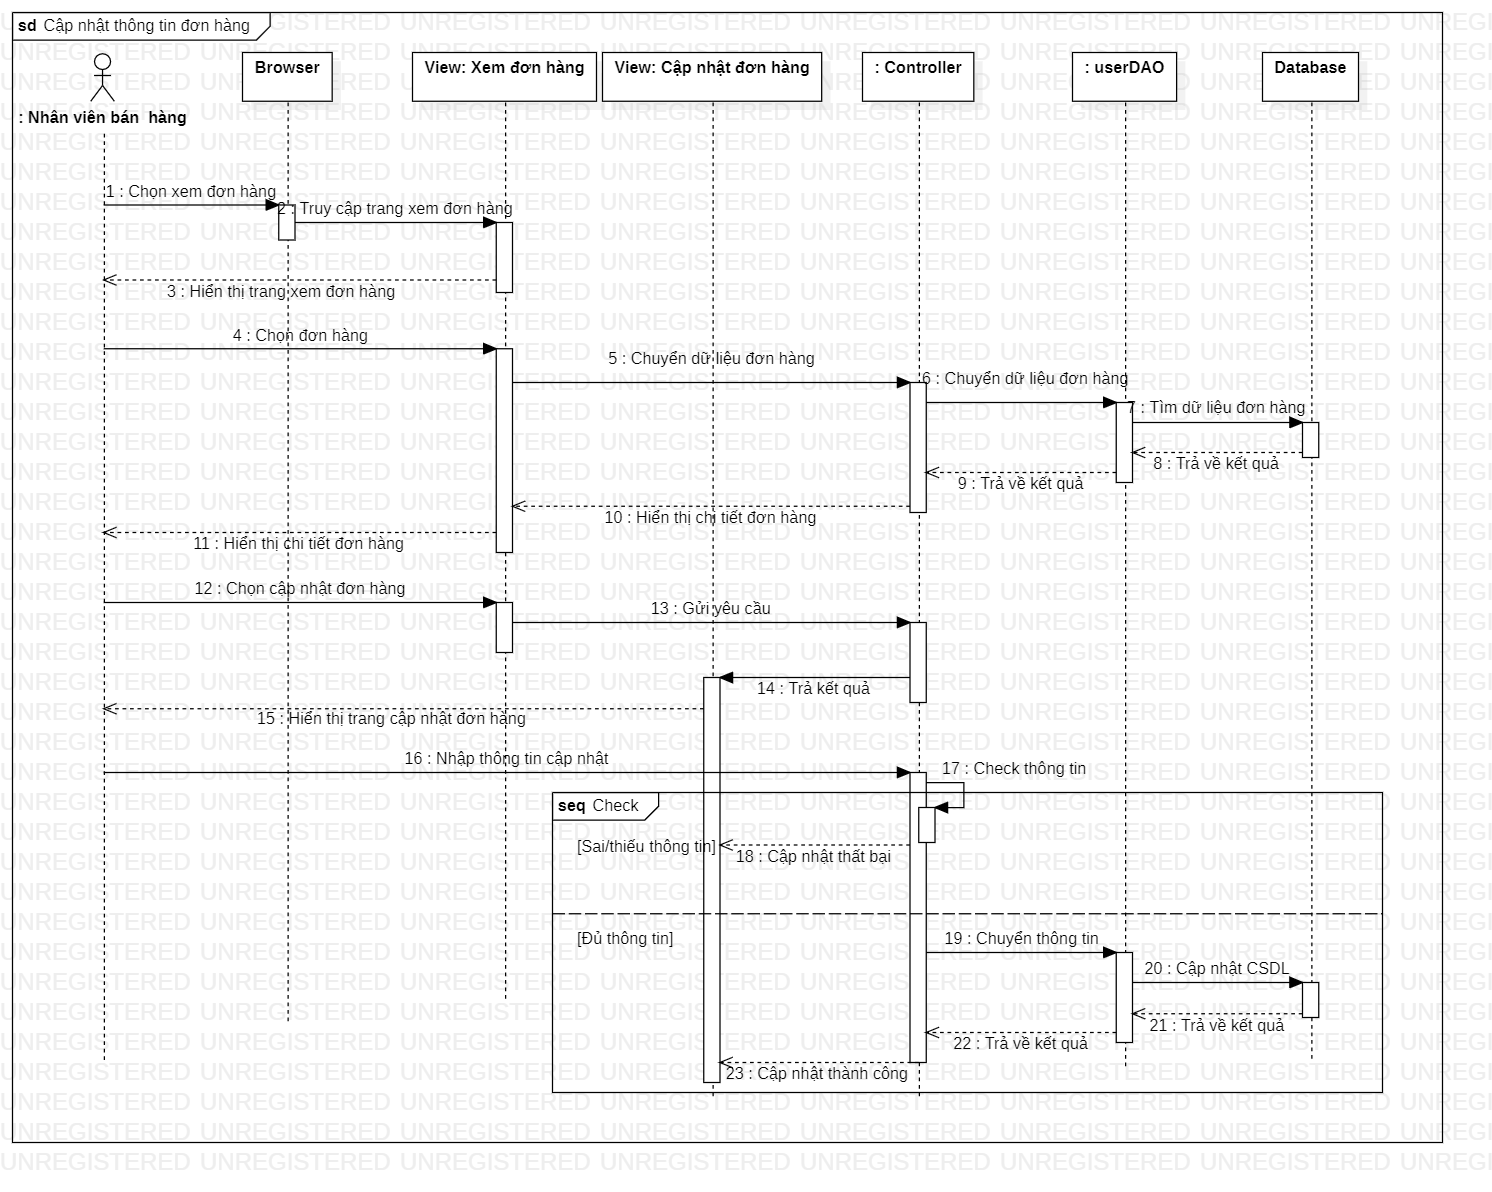 sd Cập nhật thông tin đơn hàng
Browser
View: Xem đơn hàng
View: Cập nhật đơn hàng
: Controller
: userDAO
Database
: Nhân viên bán  hàng
1 : Chọn xem đơn hàng
2 : Truy cập trang xem đơn hàng
3 : Hiển thị trang xem đơn hàng
4 : Chọn đơn hàng
5 : Chuyển dữ liệu đơn hàng
6 : Chuyển dữ liệu đơn hàng
7 : Tìm dữ liệu đơn hàng
8 : Trả về kết quả
9 : Trả về kết quả
10 : Hiển thị chi tiết đơn hàng
11 : Hiển thị chi tiết đơn hàng
12 : Chọn cập nhật đơn hàng
13 : Gửi yêu cầu
14 : Trả kết quả
15 : Hiển thị trang cập nhật đơn hàng
16 : Nhập thông tin cập nhật
17 : Check thông tin
seq Check
[Sai/thiếu thông tin]
18 : Cập nhật thất bại
[Đủ thông tin]
19 : Chuyển thông tin
20 : Cập nhật CSDL
21 : Trả về kết quả
22 : Trả về kết quả
23 : Cập nhật thành công
UNREGISTERED